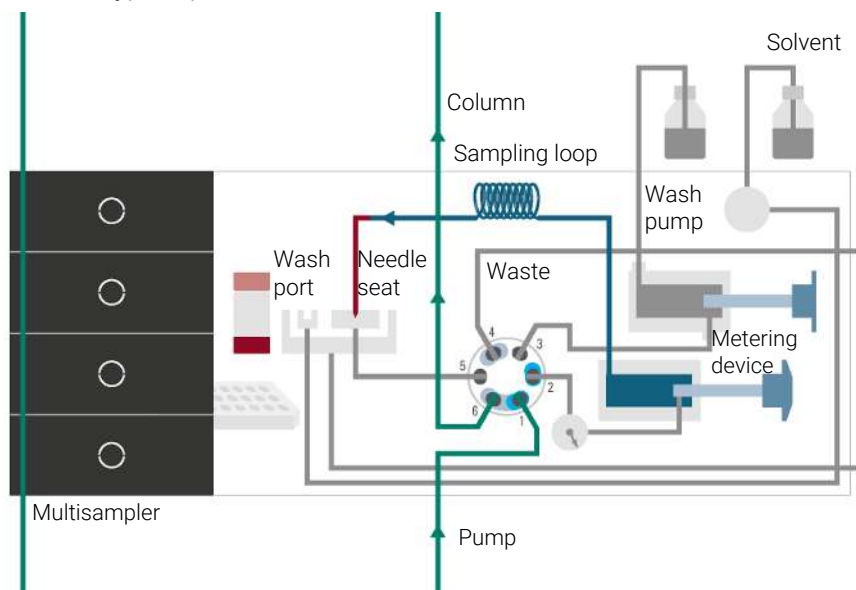 Solvent
Column
Sampling loop
Wash
pump
Wash
port
Needle
seat
Waste
4
3
Metering
device
5
2
6
1
Multisampler
Pump